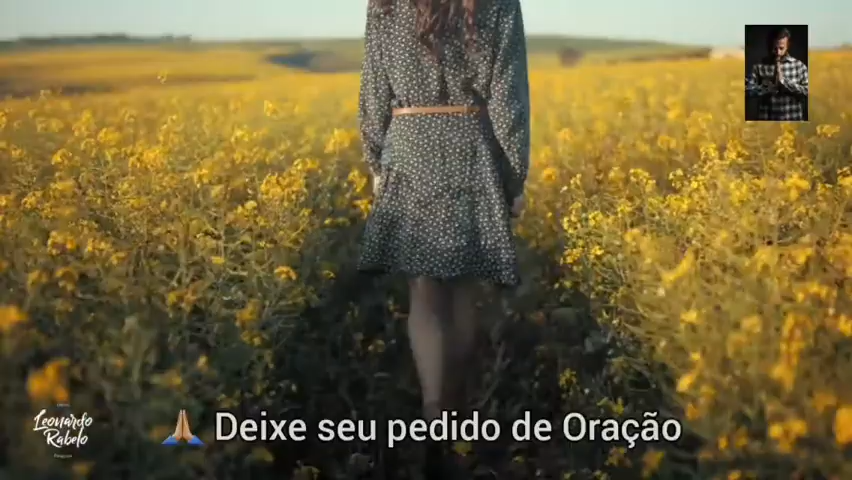 Leonardo
Rabelo
🙏 Deixe seu pedido de Oração